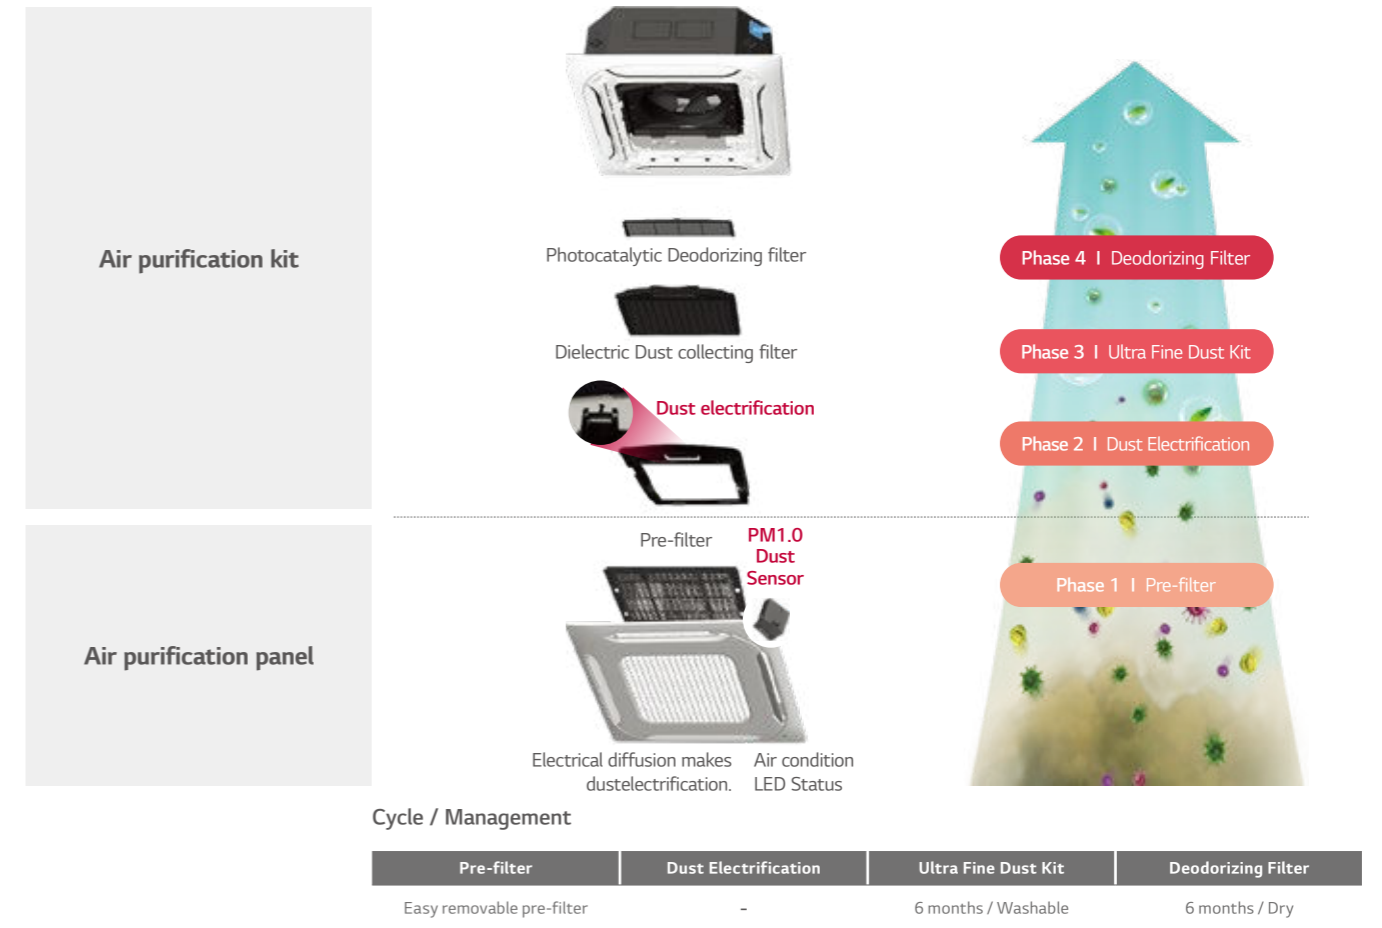 Air purification kit
Photocatalytic Deodorizing filter
Dielectric Dust collecting filter
Dust electrification
Phase 4 I Deodorizing Filter
Phase 3 I Ultra Fine Dust Kit
Phase 2 I Dust Electrification
Air purification panel
Pre-filter
PM1.0
Dust
Sensor
Phase 1 I Pre-filter
Electrical diffusion makes
dustelectrification.
Air condition
LED Status
Cycle / Management
Pre-filter Dust Electrification Ultra Fine Dust Kit Deodorizing Filter
Easy removable pre-filter - 6 months / Washable 6 months / Dry